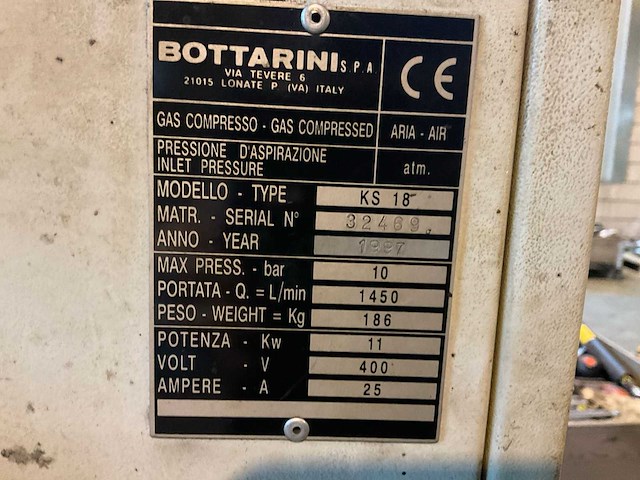 BOTTARINI S.P.A.
VIA TEVERE 6
21015 LONATE P. (VA) ITALY
CE
GAS COMPRESSO - GAS COMPRESSED ARIA - AIR
PRESSIONE D'ASPIRAZIONE
INLET PRESSURE atm.
MODELLO - TYPE KS 18
MATR. - SERIAL N° 32469
ANNO - YEAR 1997
MAX PRESS. - bar 10
PORTATA - Q. = L/min 1450
PESO - WEIGHT = Kg 186
POTENZA - Kw 11
VOLT - V 400
AMPERE - A 25